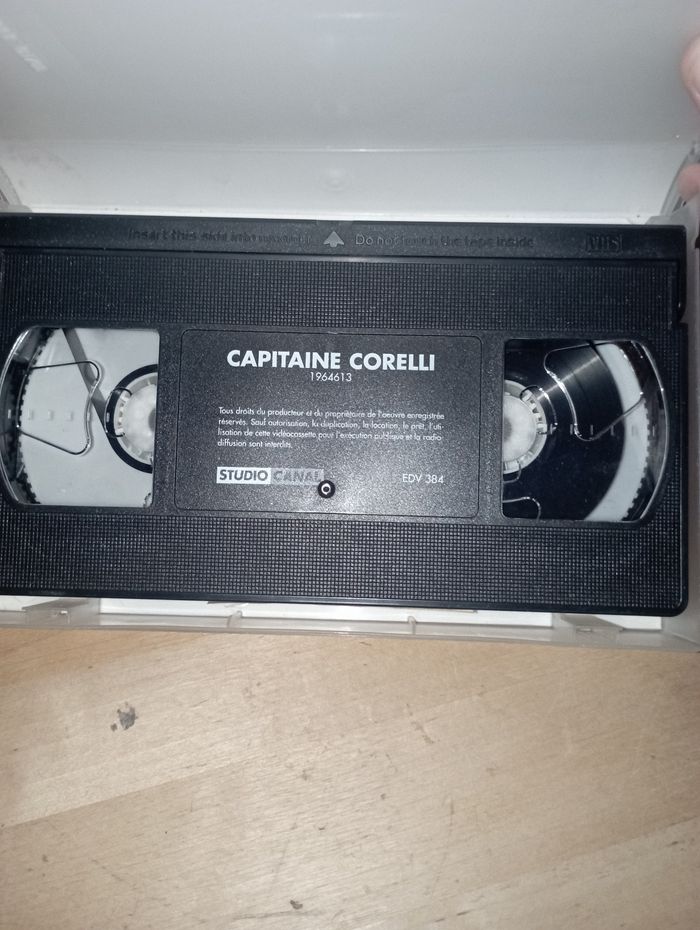 Insert this side into recorder Do not touch the tape inside VHS
CAPITAINE CORELLI
1964613
Tous droits du producteur et du propriétaire de l'oeuvre enregistrée
réservés. Sauf autorisation, la duplication, la location, le prêt, l'uti-
lisation de cette vidéocassette pour l'exécution publique et la radio-
diffusion sont interdits.
STUDIO CANAL EDV 384